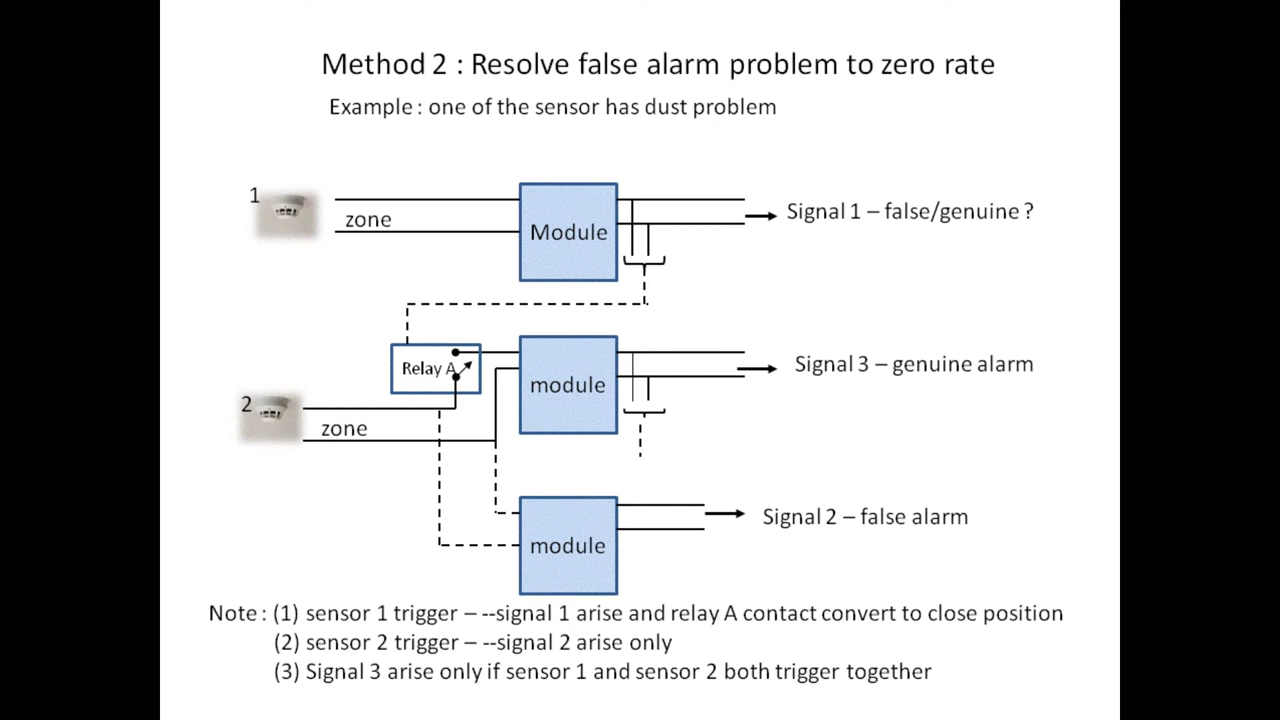 Method 2 : Resolve false alarm problem to zero rate
Example : one of the sensor has dust problem
1
zone
Module
Signal 1 – false/genuine ?
Relay A
module
Signal 3 – genuine alarm
2
zone
module
Signal 2 – false alarm
Note : (1) sensor 1 trigger – --signal 1 arise and relay A contact convert to close position
(2) sensor 2 trigger – --signal 2 arise only
(3) Signal 3 arise only if sensor 1 and sensor 2 both trigger together